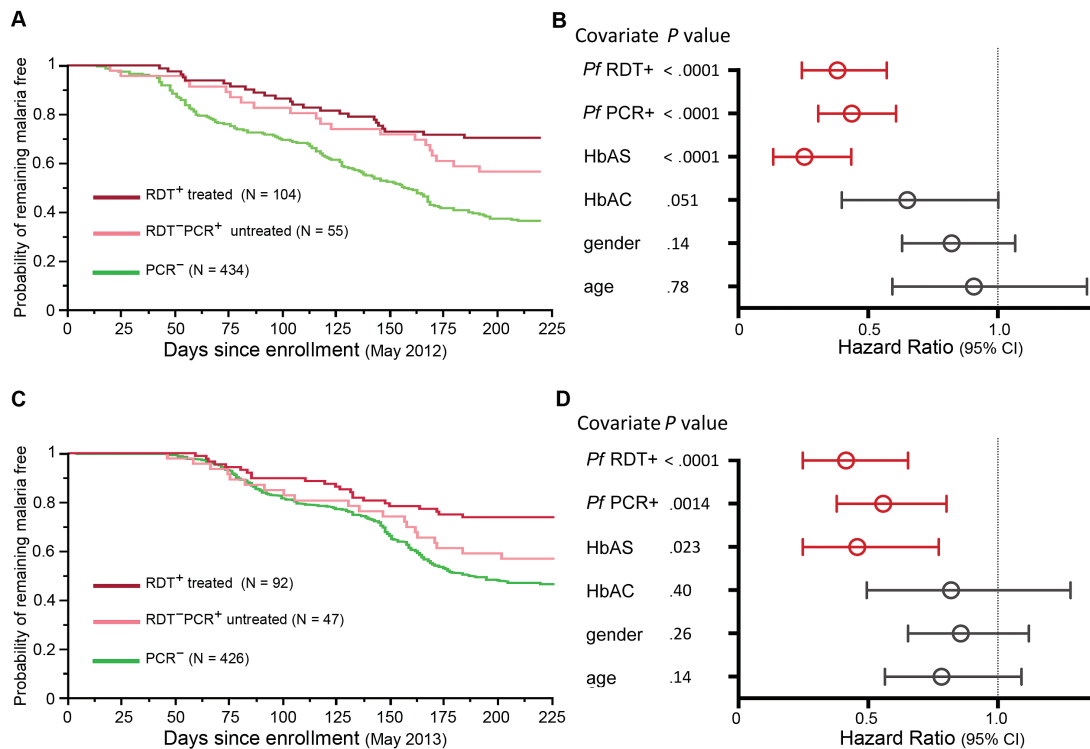 A
Probability of remaining malaria free
1
0.8
0.6
0.4
0.2
0
RDT+ treated (N = 104)
RDT−PCR+ untreated (N = 55)
PCR− (N = 434)
0 25 50 75 100 125 150 175 200 225
Days since enrollment (May 2012)
B
Covariate P value
Pf RDT+ < .0001
Pf PCR+ < .0001
HbAS < .0001
HbAC .051
gender .14
age .78
0 0.5 1.0
Hazard Ratio (95% CI)
C
Probability of remaining malaria free
1
0.8
0.6
0.4
0.2
0
RDT+ treated (N = 92)
RDT−PCR+ untreated (N = 47)
PCR− (N = 426)
0 25 50 75 100 125 150 175 200 225
Days since enrollment (May 2013)
D
Covariate P value
Pf RDT+ < .0001
Pf PCR+ .0014
HbAS .023
HbAC .40
gender .26
age .14
0 0.5 1.0
Hazard Ratio (95% CI)